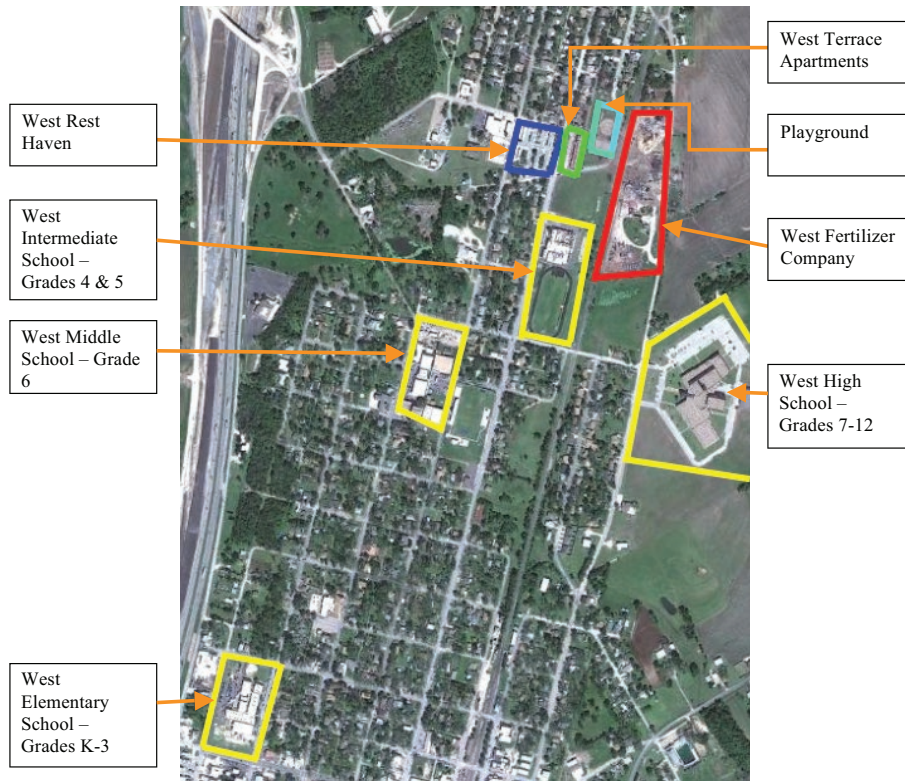 West Terrace
Apartments
West Rest
Haven
Playground
West
Intermediate
School –
Grades 4 & 5
West Fertilizer
Company
West Middle
School – Grade
6
West High
School –
Grades 7-12
West
Elementary
School –
Grades K-3